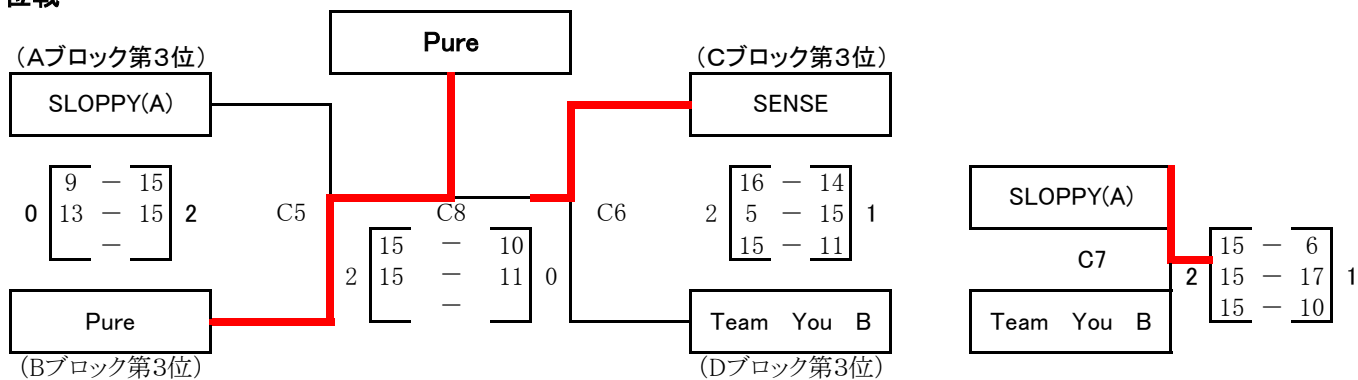 位戦
Pure
(Aブロック第3位)
(Cブロック第3位)
SLOPPY(A)
SENSE
9 － 15
0 13 － 15 2
－
C5
C8
C6
16 － 14
2 5 － 15 1
15 － 11
15 － 10
2 15 － 11 0
－
Pure
Team You B
(Bブロック第3位)
(Dブロック第3位)
SLOPPY(A)
C7
15 － 6
2 15 － 17 1
15 － 10
Team You B